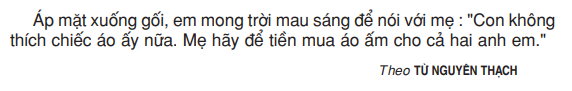 Áp mặt xuống gối, em mong trời mau sáng để nói với mẹ : "Con không
thích chiếc áo ấy nữa. Mẹ hãy để tiền mua áo ấm cho cả hai anh em."
Theo TỪ NGUYÊN THẠCH